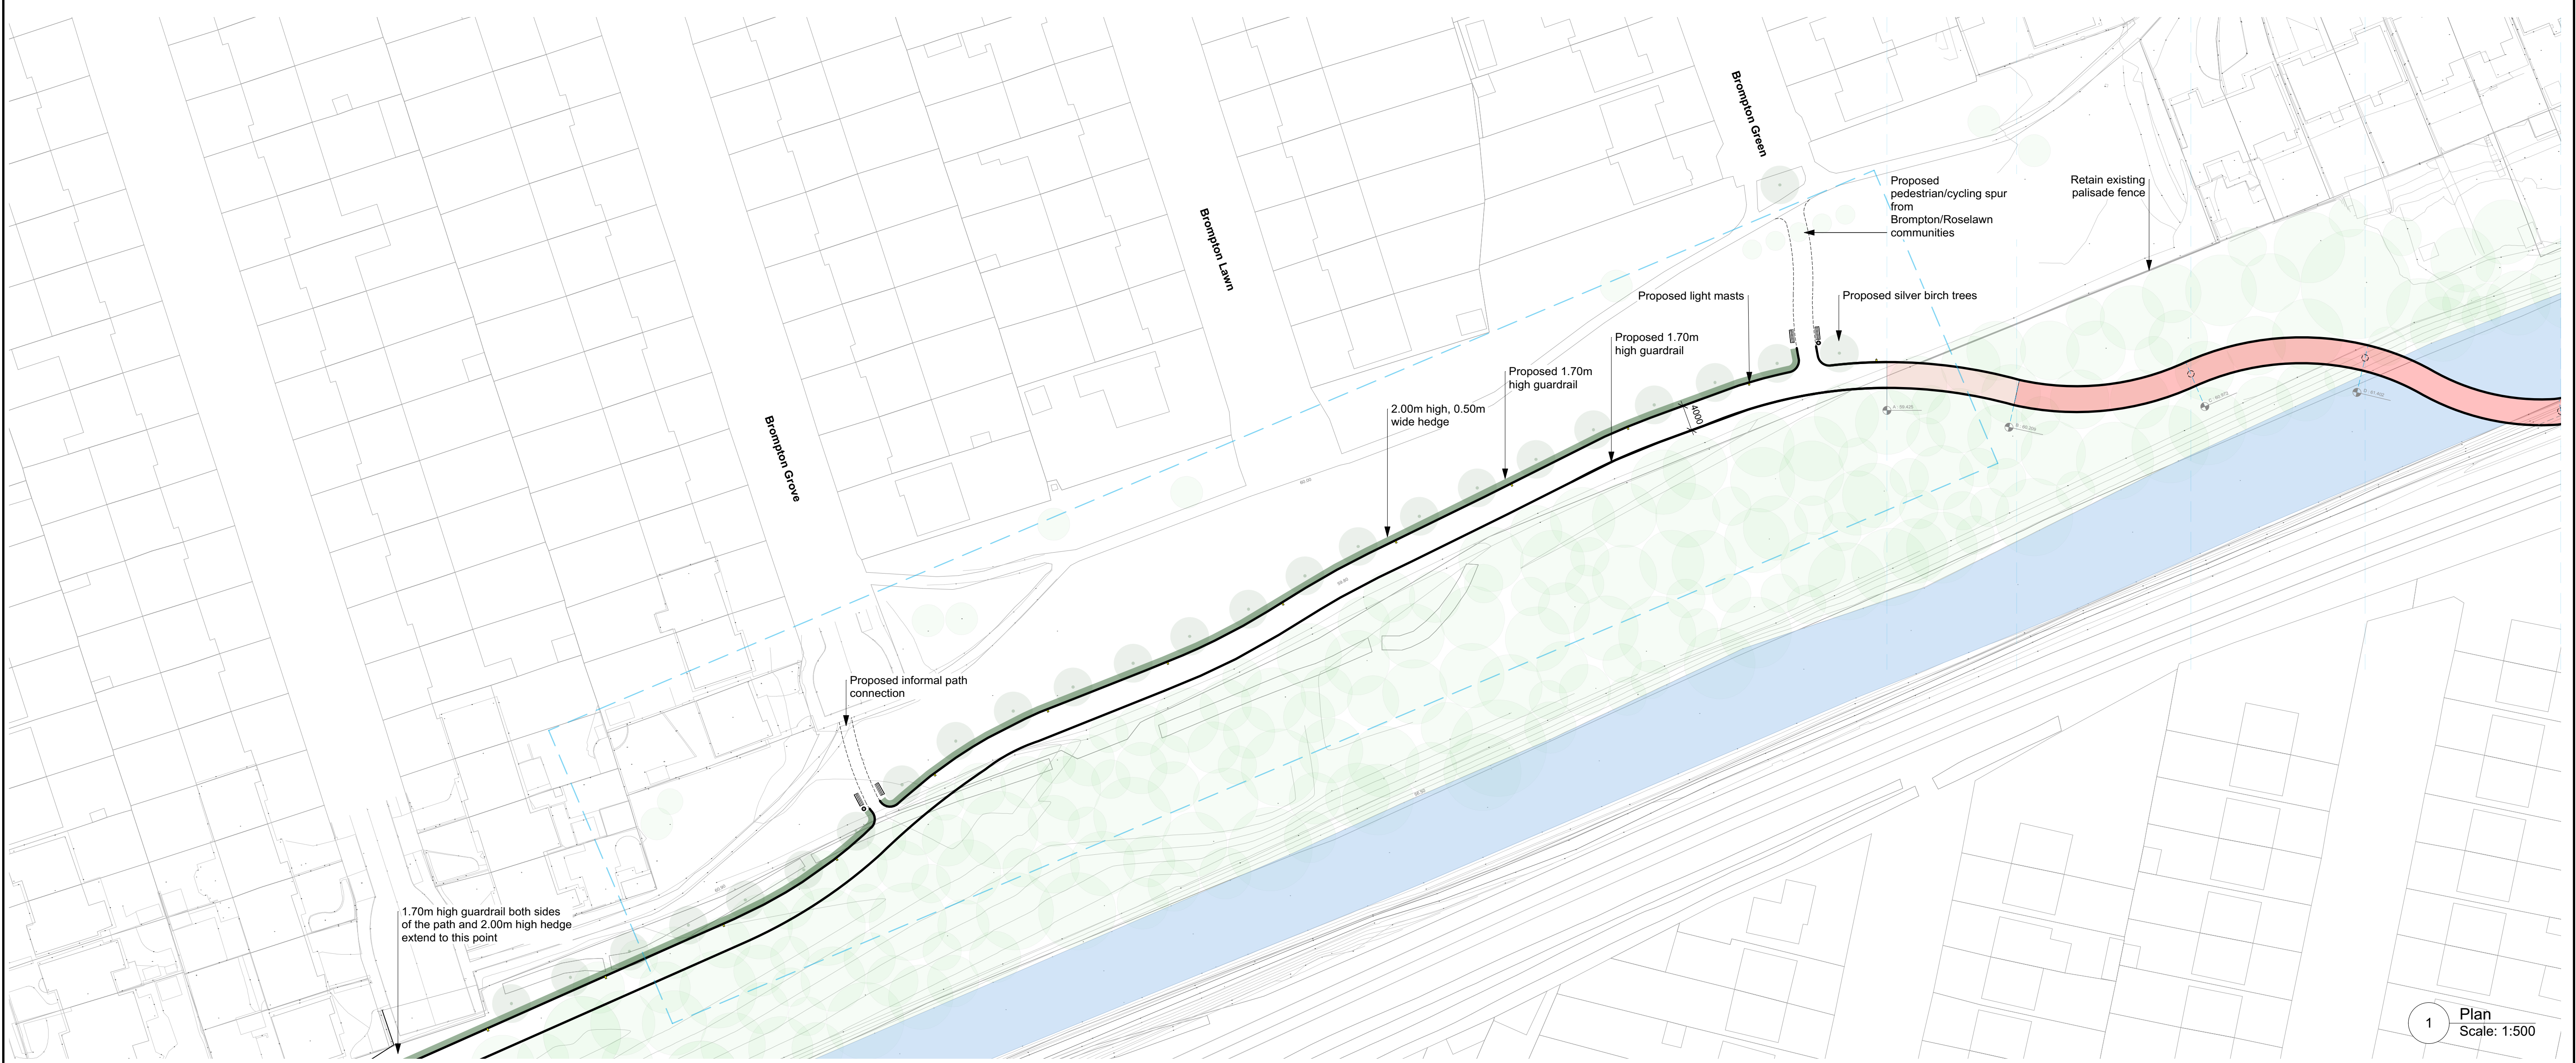 Brompton Green
Proposed
pedestrian/cycling spur
from
Brompton/Roselawn
communities
Retain existing
palisade fence
Brompton Lawn
Proposed light masts
Proposed silver birch trees
Proposed 1.70m
high guardrail
Proposed 1.70m
high guardrail
2.00m high, 0.50m
wide hedge
4000
Brompton Grove
60.00
Proposed informal path
connection
1.70m high guardrail both sides
of the path and 2.00m high hedge
extend to this point
1
Plan
Scale: 1:500